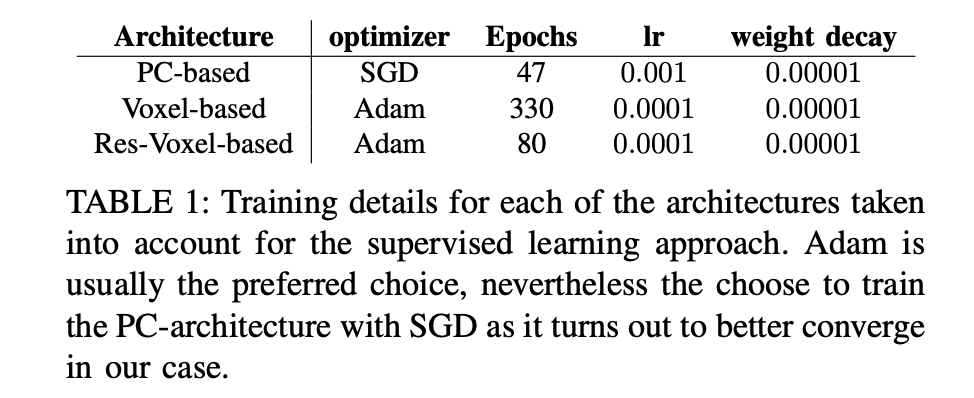 Architecture optimizer Epochs lr weight decay
PC-based SGD 47 0.001 0.00001
Voxel-based Adam 330 0.0001 0.00001
Res-Voxel-based Adam 80 0.0001 0.00001
TABLE 1: Training details for each of the architectures taken
into account for the supervised learning approach. Adam is
usually the preferred choice, nevertheless the choose to train
the PC-architecture with SGD as it turns out to better converge
in our case.